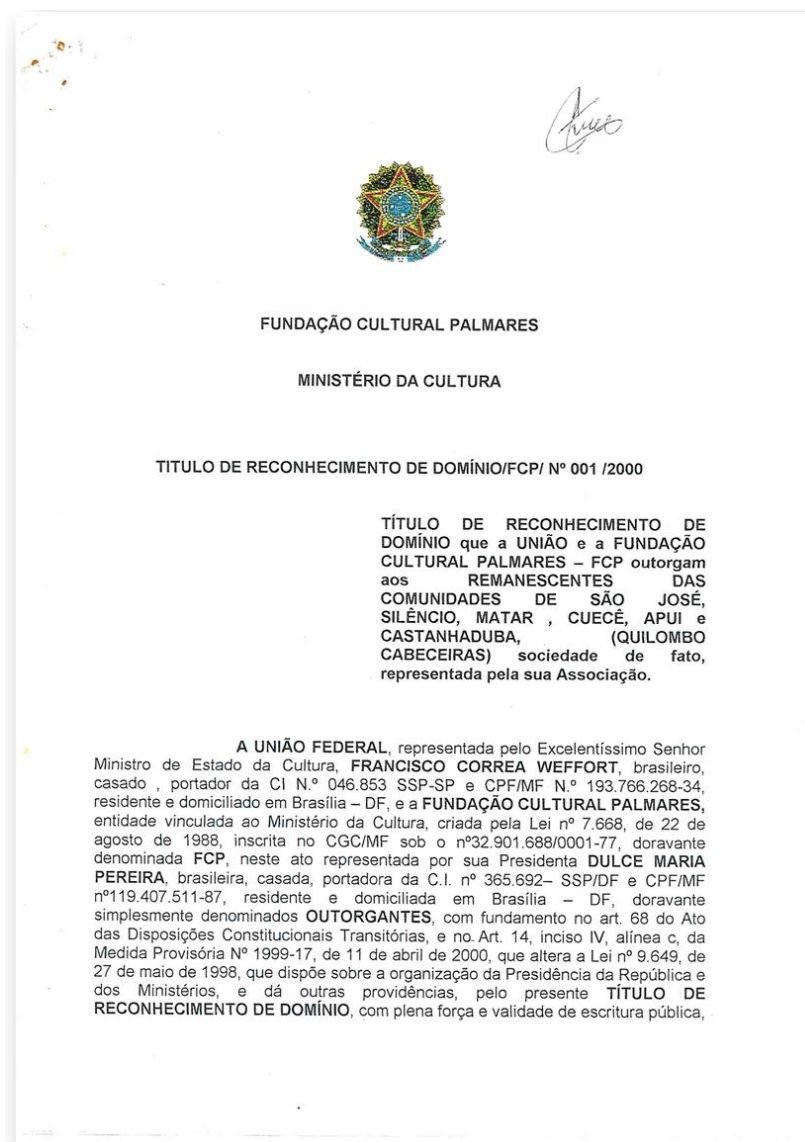 FUNDAÇÃO CULTURAL PALMARES
MINISTÉRIO DA CULTURA
TITULO DE RECONHECIMENTO DE DOMÍNIO/FCP/ Nº 001 /2000
TÍTULO DE RECONHECIMENTO DE
DOMÍNIO que a UNIÃO e a FUNDAÇÃO
CULTURAL PALMARES – FCP outorgam
aos REMANESCENTES DAS
COMUNIDADES DE SÃO JOSÉ,
SILÊNCIO, MATAR , CUECÊ, APUI e
CASTANHADUBA, (QUILOMBO
CABECEIRAS) sociedade de fato,
representada pela sua Associação.
A UNIÃO FEDERAL, representada pelo Excelentíssimo Senhor
Ministro de Estado da Cultura, FRANCISCO CORREA WEFFORT, brasileiro,
casado , portador da CI N.º 046.853 SSP-SP e CPF/MF N.º 193.766.268-34,
residente e domiciliado em Brasília – DF, e a FUNDAÇÃO CULTURAL PALMARES,
entidade vinculada ao Ministério da Cultura, criada pela Lei nº 7.668, de 22 de
agosto de 1988, inscrita no CGC/MF sob o nº32.901.688/0001-77, doravante
denominada FCP, neste ato representada por sua Presidenta DULCE MARIA
PEREIRA, brasileira, casada, portadora da C.I. nº 365.692– SSP/DF e CPF/MF
nº119.407.511-87, residente e domiciliada em Brasília – DF, doravante
simplesmente denominados OUTORGANTES, com fundamento no art. 68 do Ato
das Disposições Constitucionais Transitórias, e no Art. 14, inciso IV, alínea c, da
Medida Provisória Nº 1999-17, de 11 de abril de 2000, que altera a Lei nº 9.649, de
27 de maio de 1998, que dispõe sobre a organização da Presidência da República e
dos Ministérios, e dá outras providências, pelo presente TÍTULO DE
RECONHECIMENTO DE DOMÍNIO, com plena força e validade de escritura pública,